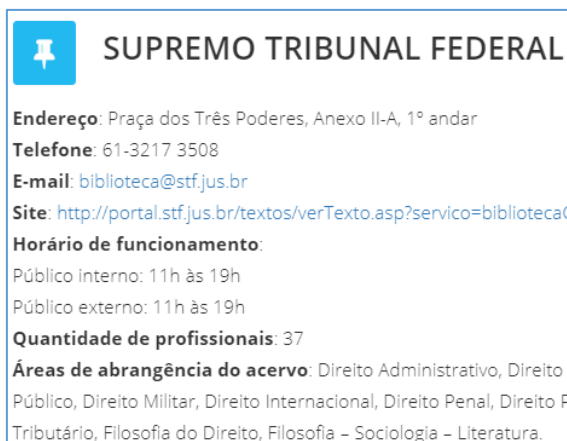 SUPREMO TRIBUNAL FEDERAL
Endereço: Praça dos Três Poderes, Anexo II-A, 1º andar
Telefone: 61-3217 3508
E-mail: biblioteca@stf.jus.br
Site: http://portal.stf.jus.br/textos/verTexto.asp?servico=biblioteca
Horário de funcionamento:
Público interno: 11h às 19h
Público externo: 11h às 19h
Quantidade de profissionais: 37
Áreas de abrangência do acervo: Direito Administrativo, Direito
Público, Direito Militar, Direito Internacional, Direito Penal, Direito
Tributário, Filosofia do Direito, Filosofia – Sociologia – Literatura.